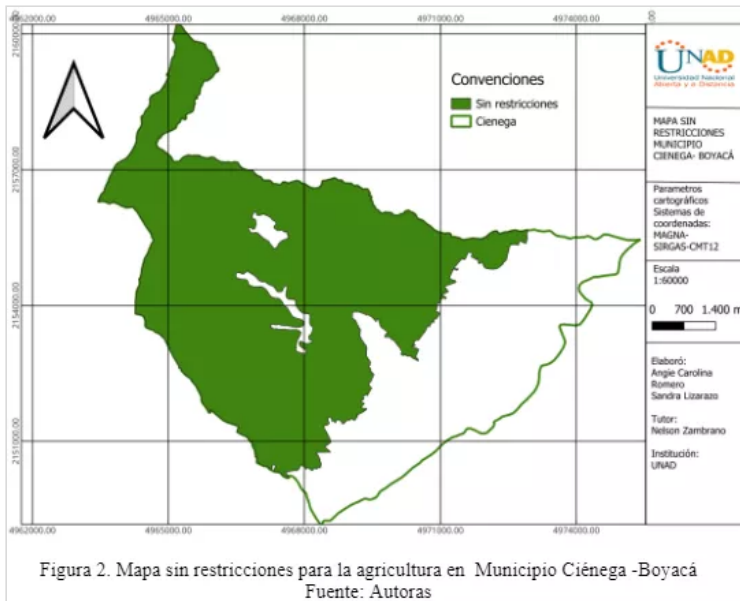 4962000.00 4965000.00 4968000.00 4971000.00 4974000.00
2160000.00
2157000.00
2154000.00
2151000.00
Convenciones
Sin restricciones
Cienega
UNAD
Universidad Nacional
Abierta y a Distancia
MAPA SIN
RESTRICCIONES
MUNICIPIO
CIENEGA- BOYACÁ
Parametros
cartográficos
Sistemas de
coordenadas:
MAGNA-
SIRGAS-CMT12
Escala
1:60000
0 700 1.400 m
Elaboró:
Angie Carolina
Romero
Sandra Lizarazo
Tutor:
Nelson Zambrano
Institución:
UNAD
4962000.00 4965000.00 4968000.00 4971000.00 4974000.00
Figura 2. Mapa sin restricciones para la agricultura en Municipio Ciénega -Boyacá
Fuente: Autoras